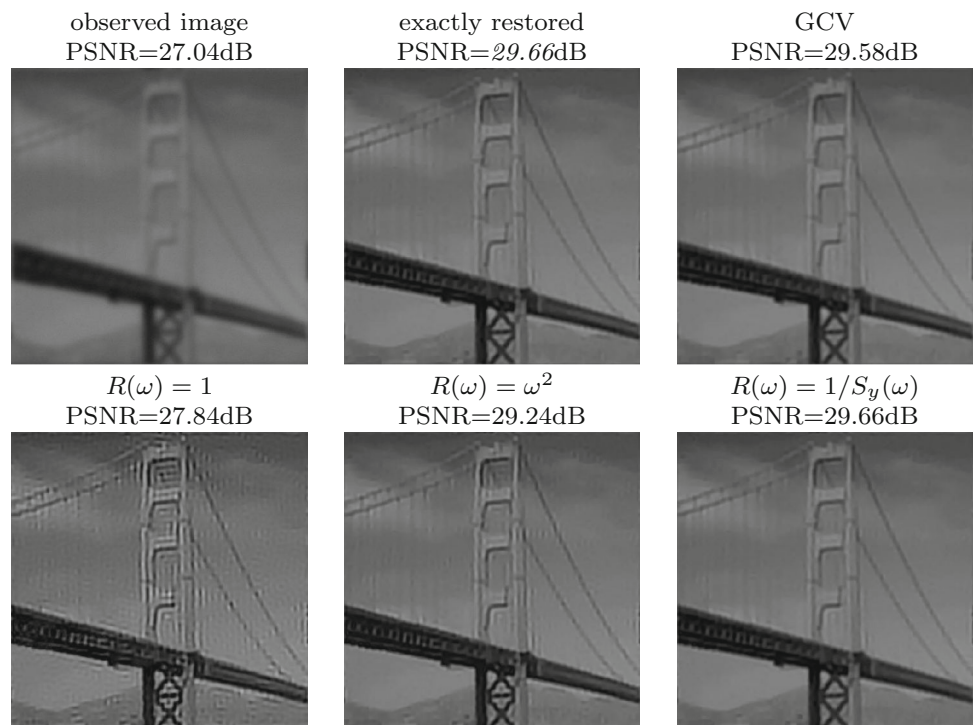 observed image
PSNR=27.04dB
exactly restored
PSNR=29.66dB
GCV
PSNR=29.58dB
R(ω) = 1
PSNR=27.84dB
R(ω) = ω²
PSNR=29.24dB
R(ω) = 1/S_y(ω)
PSNR=29.66dB